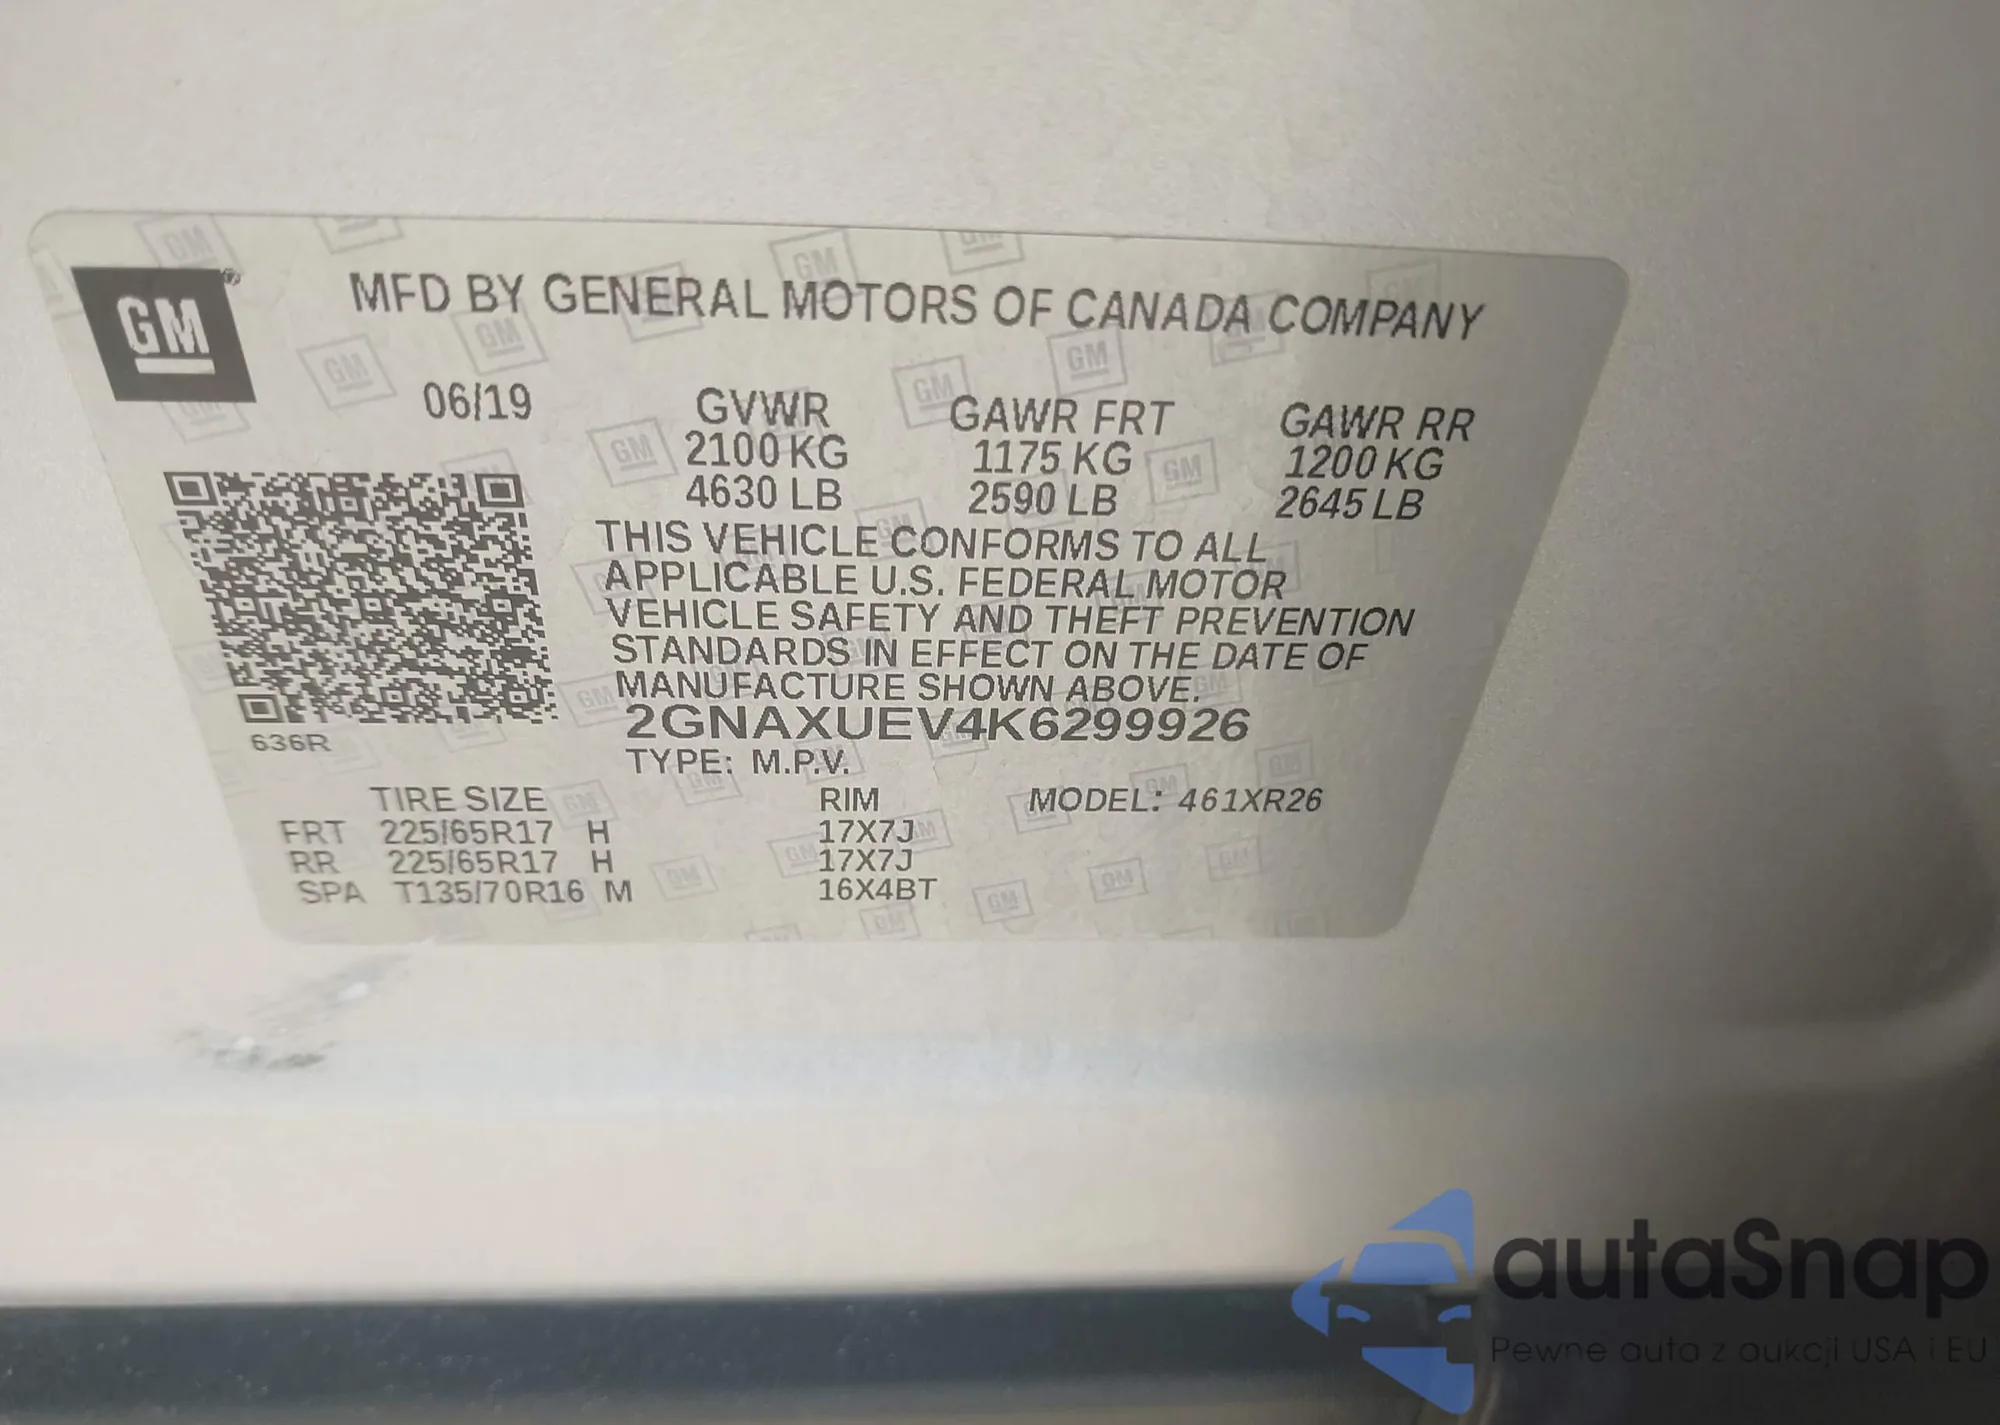 GM®
MFD BY GENERAL MOTORS OF CANADA COMPANY
06/19
GVWR GAWR FRT GAWR RR
2100 KG 1175 KG 1200 KG
4630 LB 2590 LB 2645 LB
THIS VEHICLE CONFORMS TO ALL
APPLICABLE U.S. FEDERAL MOTOR
VEHICLE SAFETY AND THEFT PREVENTION
STANDARDS IN EFFECT ON THE DATE OF
MANUFACTURE SHOWN ABOVE.
2GNAXUEV4K6299926
636R
TYPE: M.P.V.
TIRE SIZE RIM MODEL: 461XR26
FRT 225/65R17 H 17X7J
RR 225/65R17 H 17X7J
SPA T135/70R16 M 16X4BT
autaSnap
Pewne auta z aukcji USA i EU